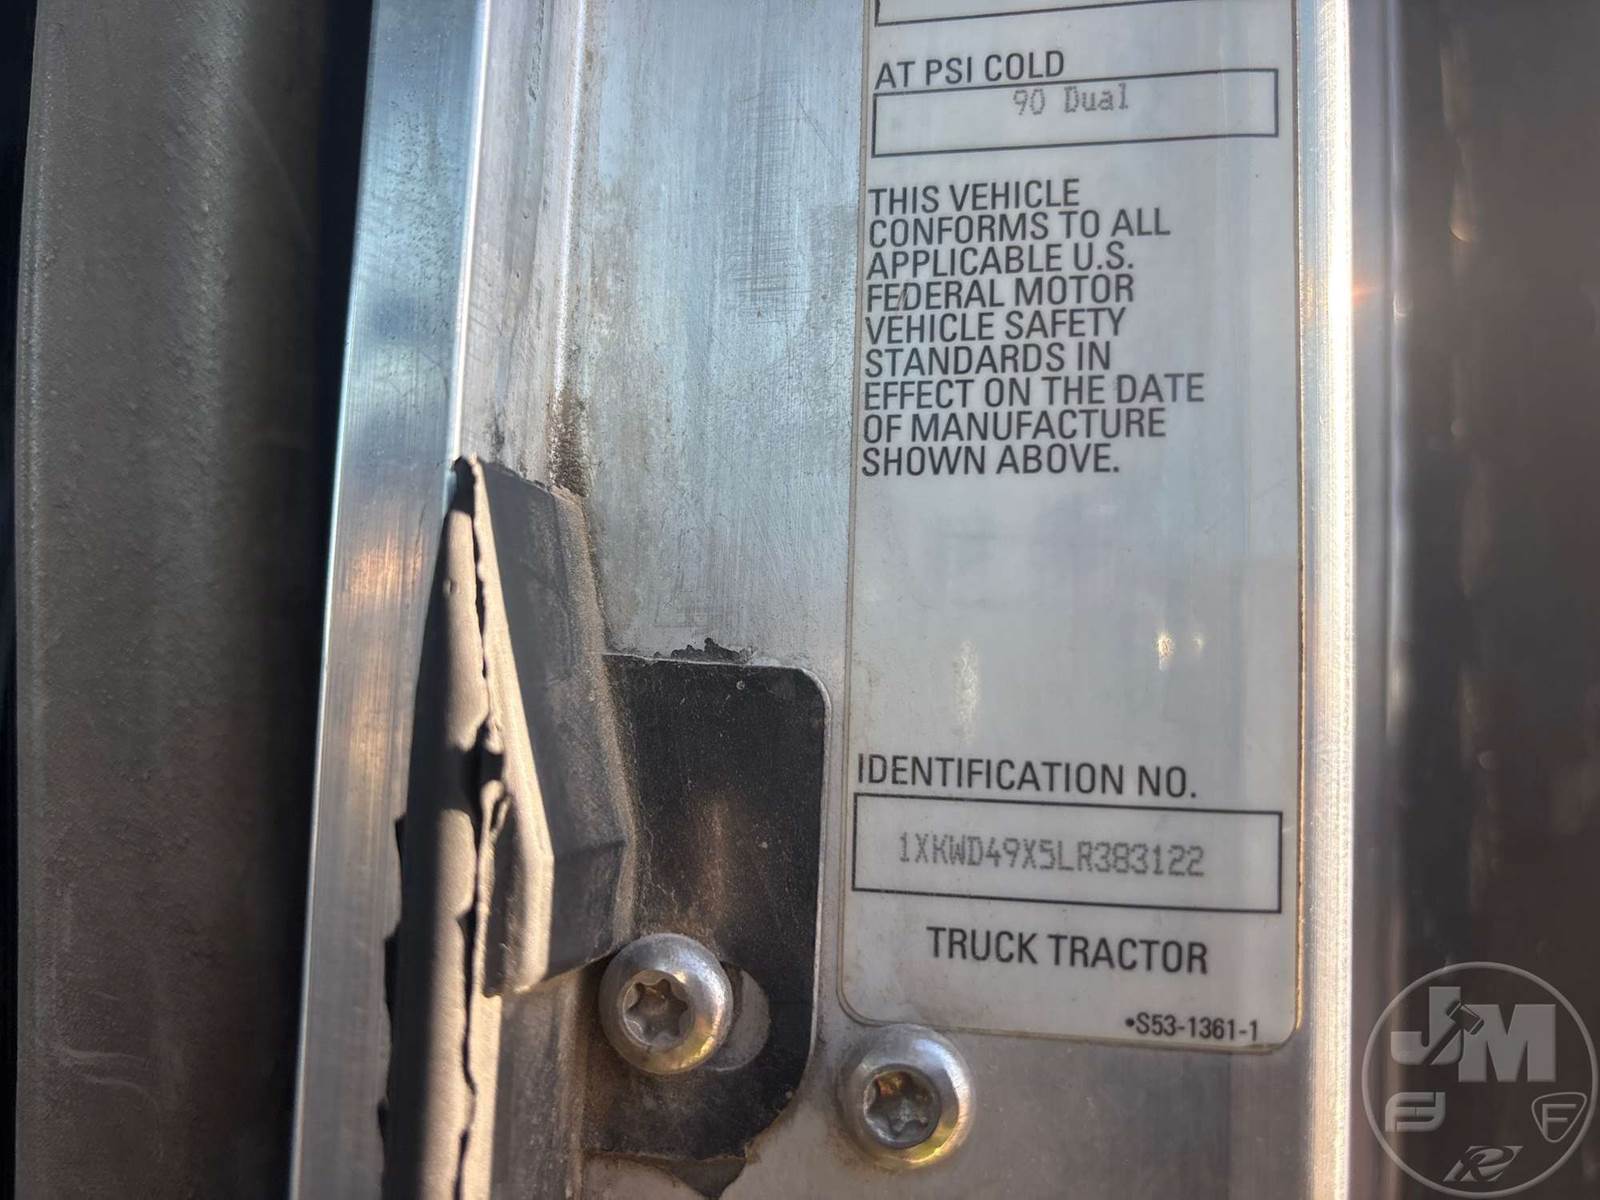 AT PSI COLD
90 Dual
THIS VEHICLE
CONFORMS TO ALL
APPLICABLE U.S.
FEDERAL MOTOR
VEHICLE SAFETY
STANDARDS IN
EFFECT ON THE DATE
OF MANUFACTURE
SHOWN ABOVE.
IDENTIFICATION NO.
1XKWD49X5LR383122
TRUCK TRACTOR
•S53-1361-1
JM